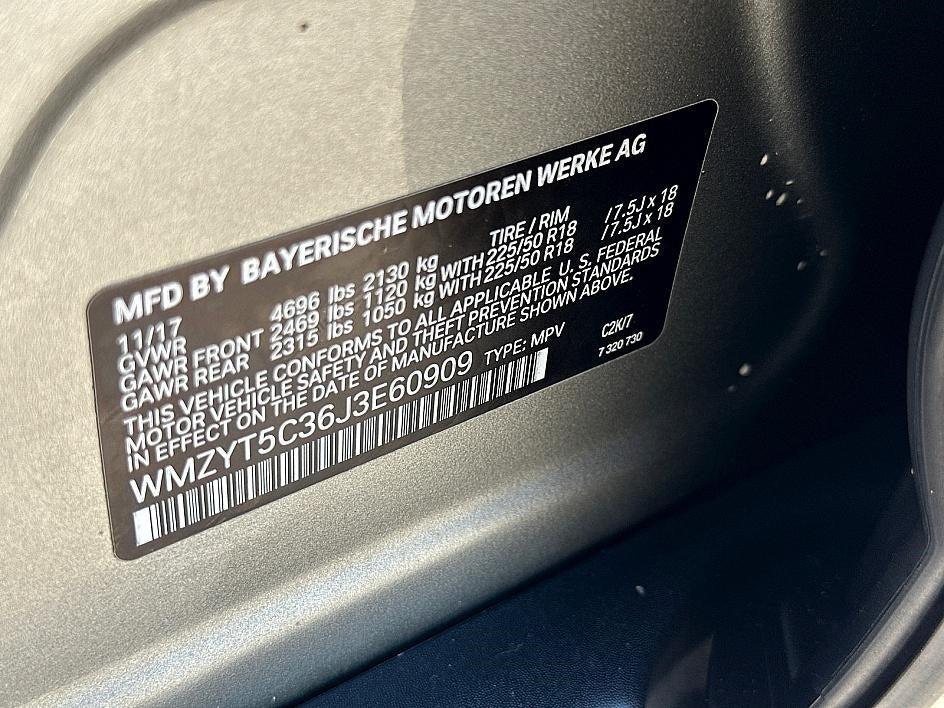 MFD BY BAYERISCHE MOTOREN WERKE AG
11/17 TIRE / RIM
GVWR 4696 lbs 2130 kg
GAWR FRONT 2469 lbs 1120 kg WITH 225/50 R18 / 7.5J x 18
GAWR REAR 2315 lbs 1050 kg WITH 225/50 R18 / 7.5J x 18
THIS VEHICLE CONFORMS TO ALL APPLICABLE U. S. FEDERAL
MOTOR VEHICLE SAFETY AND THEFT PREVENTION STANDARDS
IN EFFECT ON THE DATE OF MANUFACTURE SHOWN ABOVE.
WMZYT5C36J3E60909 TYPE: MPV C2K/7
7 320 730